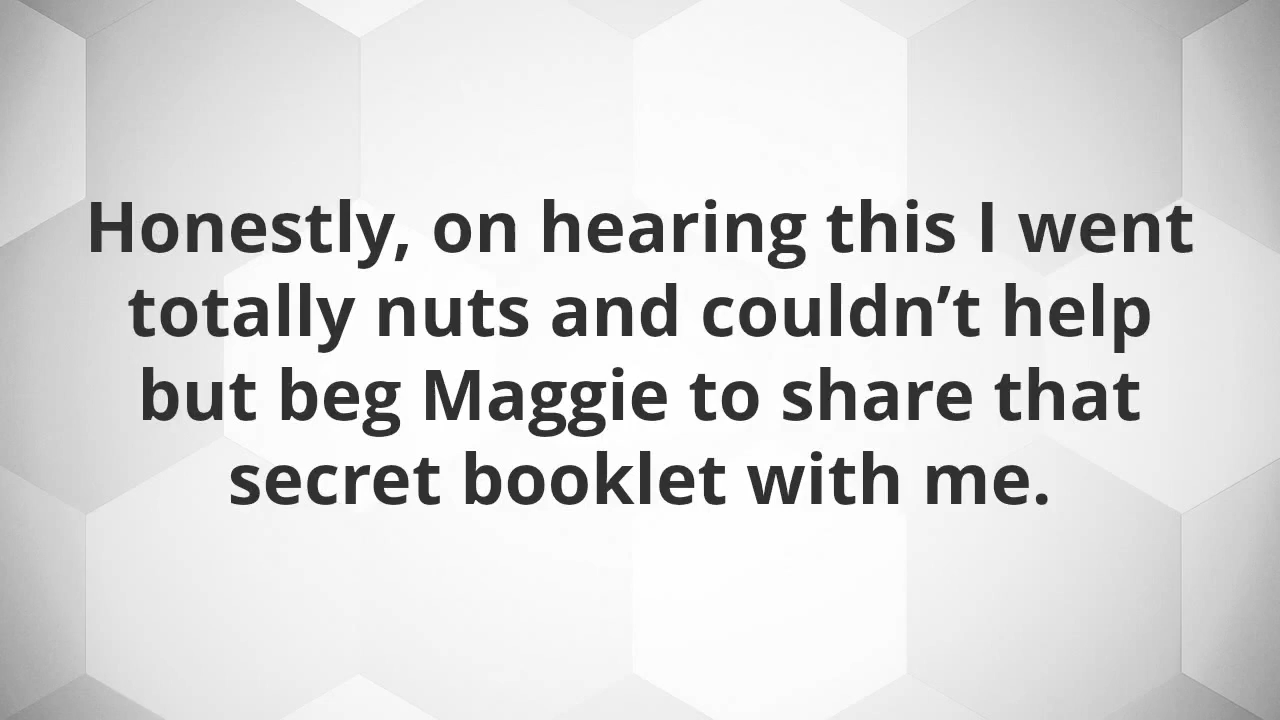 Honestly, on hearing this I went
totally nuts and couldn’t help
but beg Maggie to share that
secret booklet with me.